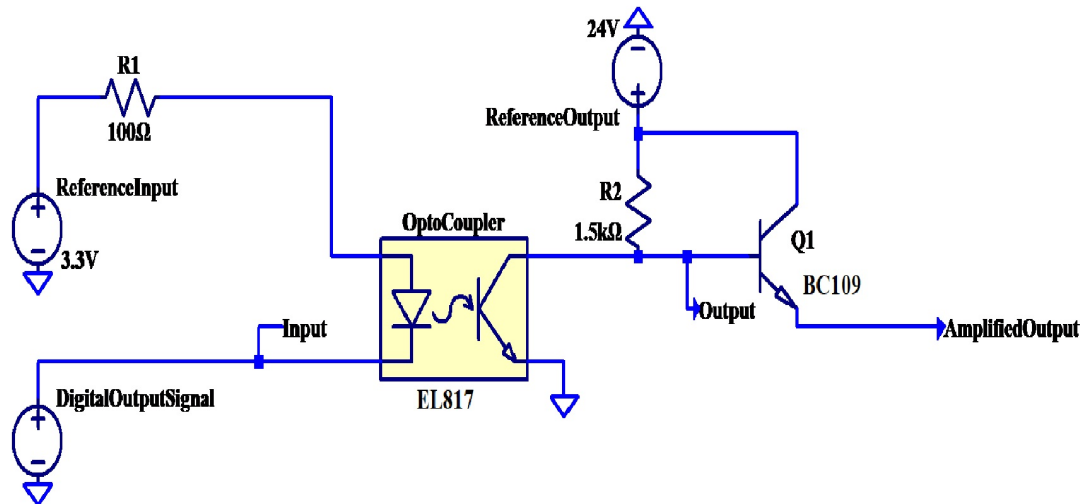 24V
R1
100Ω
ReferenceOutput
ReferenceInput
3.3V
R2
1.5kΩ
OptoCoupler
Q1
BC109
Input
Output
AmplifiedOutput
DigitalOutputSignal
EL817